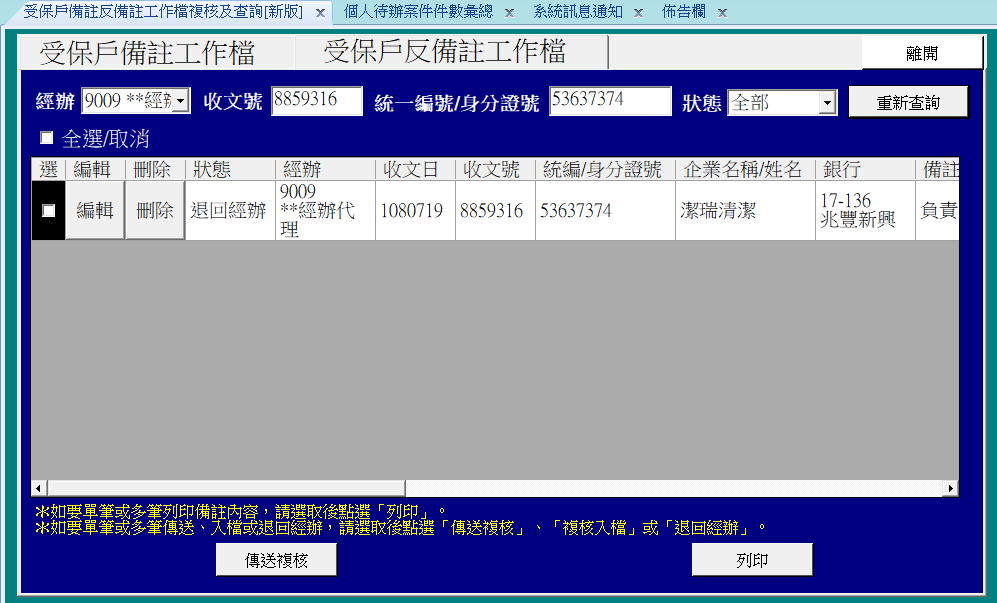 受保戶備註反備註工作檔複核及查詢[新版] x 個人待辦案件件數彙總 x 系統訊息通知 x 佈告欄 x
受保戶備註工作檔 受保戶反備註工作檔 離開
經辦 9009 **經辦 收文號 8859316 統一編號/身分證號 53637374 狀態 全部 重新查詢
全選/取消
選 編輯 刪除 狀態 經辦 收文日 收文號 統編/身分證號 企業名稱/姓名 銀行 備註
編輯 刪除 退回經辦 9009 **經辦代理 1080719 8859316 53637374 潔瑞清潔 17-136 兆豐新興 負責
*如要單筆或多筆列印備註內容，請選取後點選「列印」。
*如要單筆或多筆傳送、入檔或退回經辦，請選取後點選「傳送複核」、「複核入檔」或「退回經辦」。
傳送複核 列印